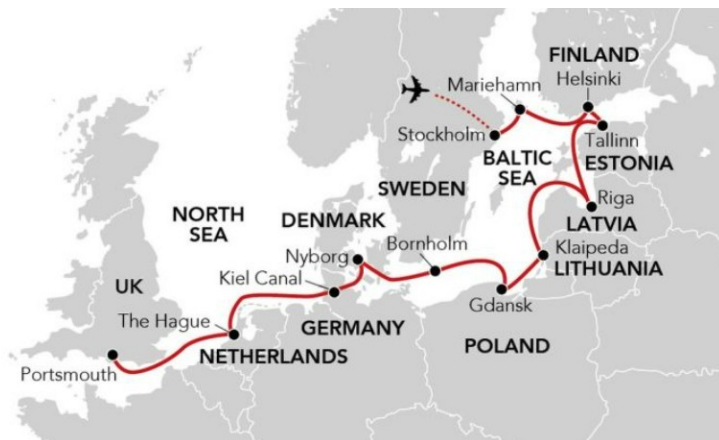 FINLAND
Helsinki
Mariehamn
Stockholm
Tallinn
BALTIC
SEA
ESTONIA
SWEDEN
Riga
LATVIA
NORTH
SEA
DENMARK
Nyborg
Bornholm
Klaipeda
LITHUANIA
UK
Kiel Canal
Gdansk
The Hague
GERMANY
NETHERLANDS
POLAND
Portsmouth